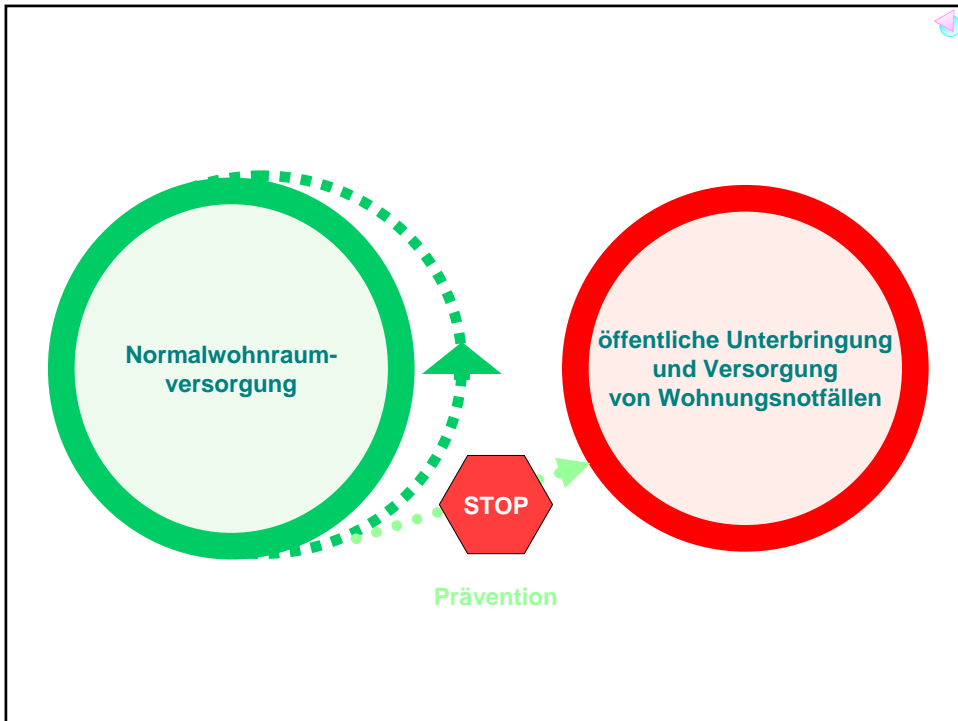 Normalwohnraum-
versorgung
öffentliche Unterbringung
und Versorgung
von Wohnungsnotfällen
STOP
Prävention